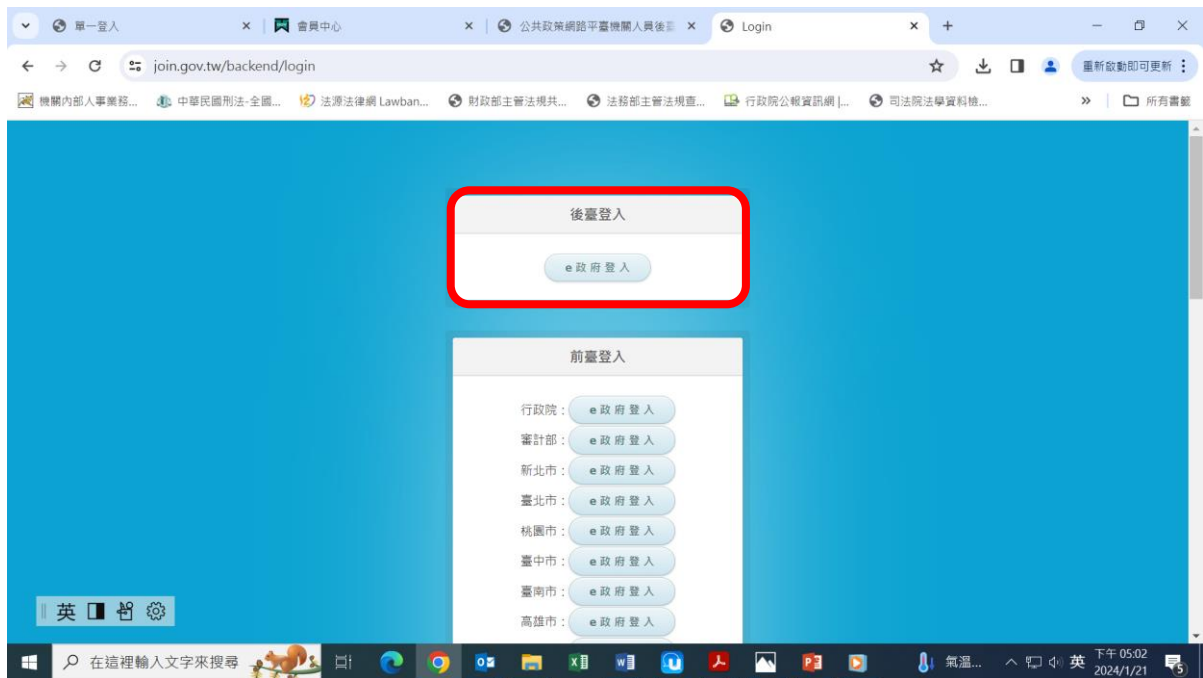 單一登入
會員中心
公共政策網路平臺機關人員後臺
Login
join.gov.tw/backend/login
重新啟動即可更新
機關內部人事業務...
中華民國刑法-全國...
法源法律網 Lawban...
財政部主管法規共...
法務部主管法規查...
行政院公報資訊網 |...
司法院法學資料檢...
»
所有書籤
後臺登入
e政府登入
前臺登入
行政院： e政府登入
審計部： e政府登入
新北市： e政府登入
臺北市： e政府登入
桃園市： e政府登入
臺中市： e政府登入
臺南市： e政府登入
高雄市： e政府登入
英
在這裡輸入文字來搜尋
氣溫...
英
下午 05:02
2024/1/21
5